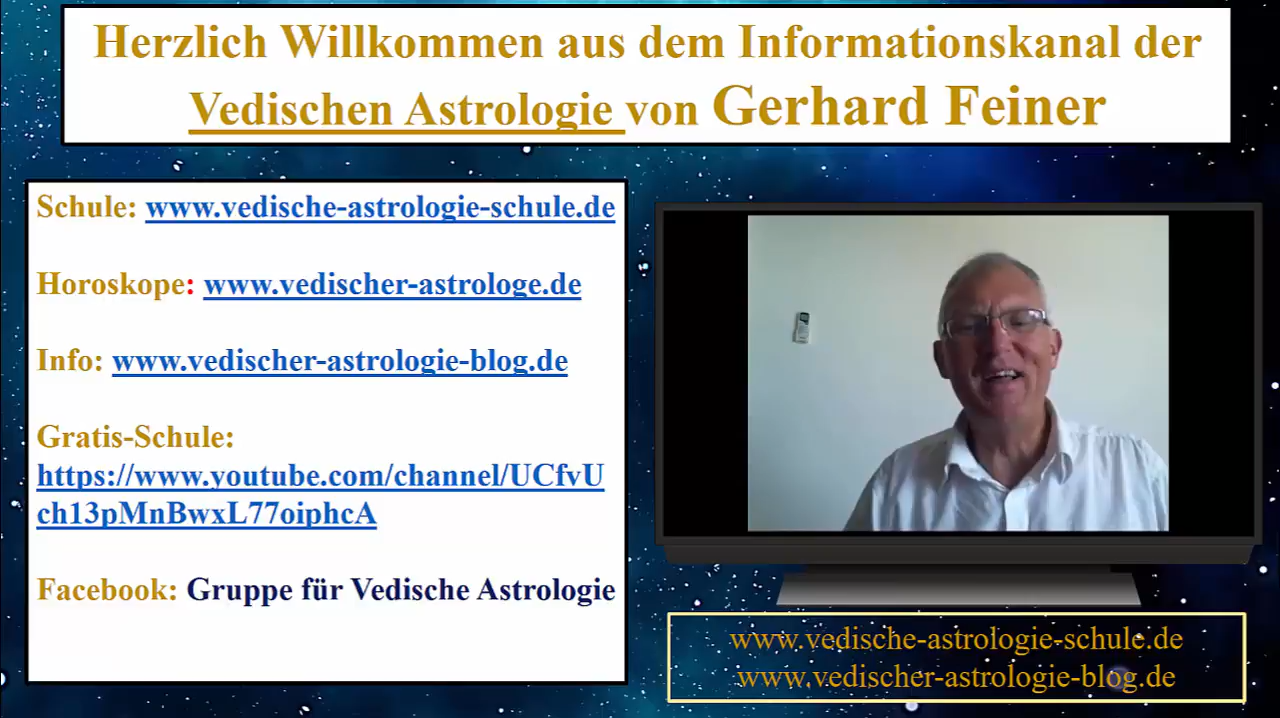 Herzlich Willkommen aus dem Informationskanal der
Vedischen Astrologie von Gerhard Feiner
Schule: www.vedische-astrologie-schule.de
Horoskope: www.vedischer-astrologe.de
Info: www.vedischer-astrologie-blog.de
Gratis-Schule:
https://www.youtube.com/channel/UCfvU
ch13pMnBwxL77oiphcA
Facebook: Gruppe für Vedische Astrologie
www.vedische-astrologie-schule.de
www.vedischer-astrologie-blog.de